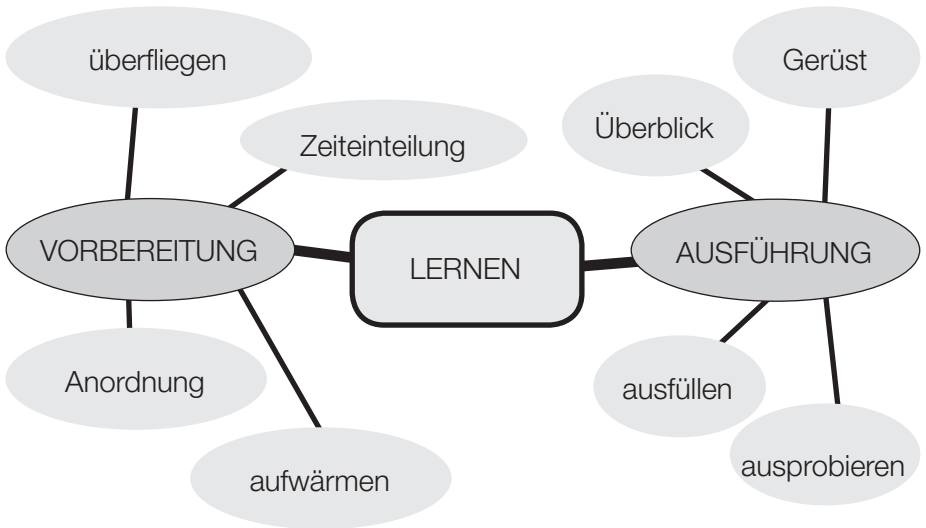 überfliegen
Gerüst
Überblick
Zeiteinteilung
VORBEREITUNG
LERNEN
AUSFÜHRUNG
Anordnung
ausfüllen
aufwärmen
ausprobieren